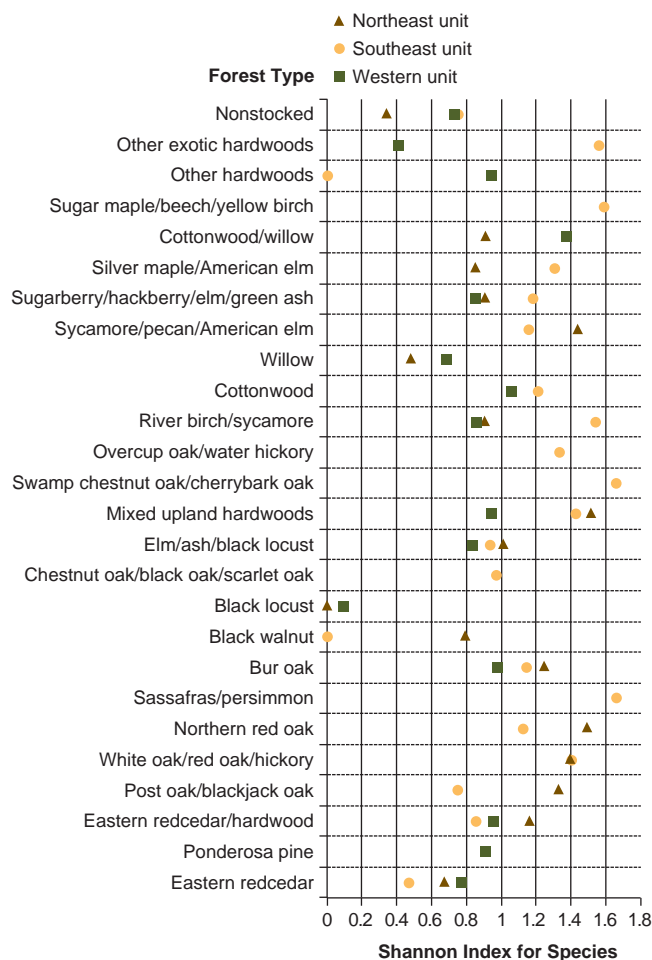 Northeast unit
Southeast unit
Forest Type
Western unit
Nonstocked
Other exotic hardwoods
Other hardwoods
Sugar maple/beech/yellow birch
Cottonwood/willow
Silver maple/American elm
Sugarberry/hackberry/elm/green ash
Sycamore/pecan/American elm
Willow
Cottonwood
River birch/sycamore
Overcup oak/water hickory
Swamp chestnut oak/cherrybark oak
Mixed upland hardwoods
Elm/ash/black locust
Chestnut oak/black oak/scarlet oak
Black locust
Black walnut
Bur oak
Sassafras/persimmon
Northern red oak
White oak/red oak/hickory
Post oak/blackjack oak
Eastern redcedar/hardwood
Ponderosa pine
Eastern redcedar
0 0.2 0.4 0.6 0.8 1 1.2 1.4 1.6 1.8
Shannon Index for Species